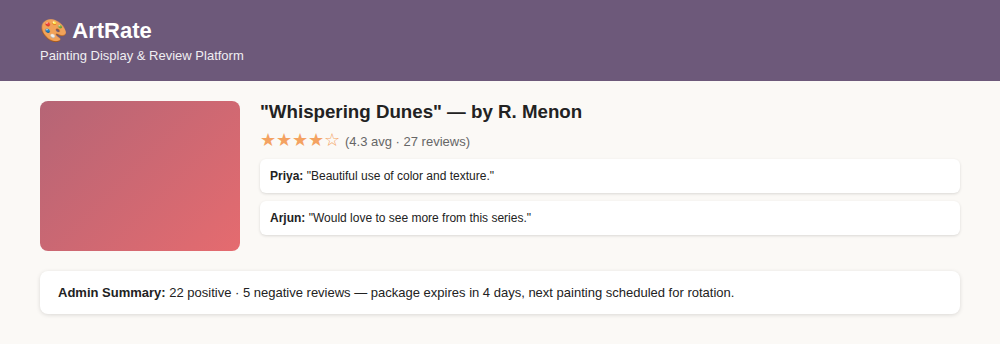 🎨 ArtRate
Painting Display & Review Platform
"Whispering Dunes" — by R. Menon
★★★★☆ (4.3 avg · 27 reviews)
Priya: "Beautiful use of color and texture."
Arjun: "Would love to see more from this series."
Admin Summary: 22 positive · 5 negative reviews — package expires in 4 days, next painting scheduled for rotation.